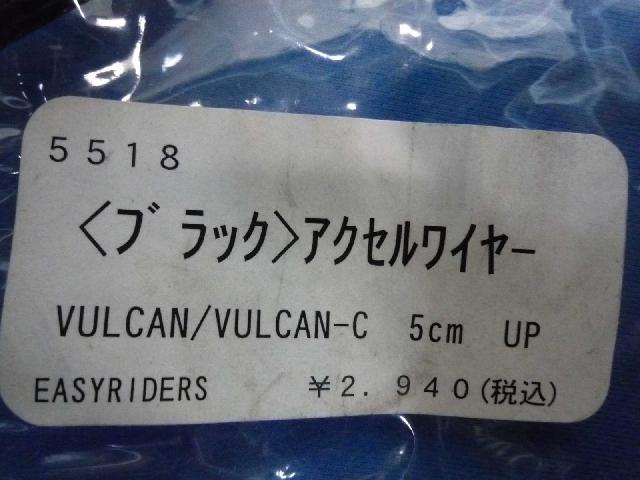 5518
〈ブラック〉アクセルワイヤー
VULCAN/VULCAN-C 5cm UP
EASYRIDERS ¥2.940(税込)